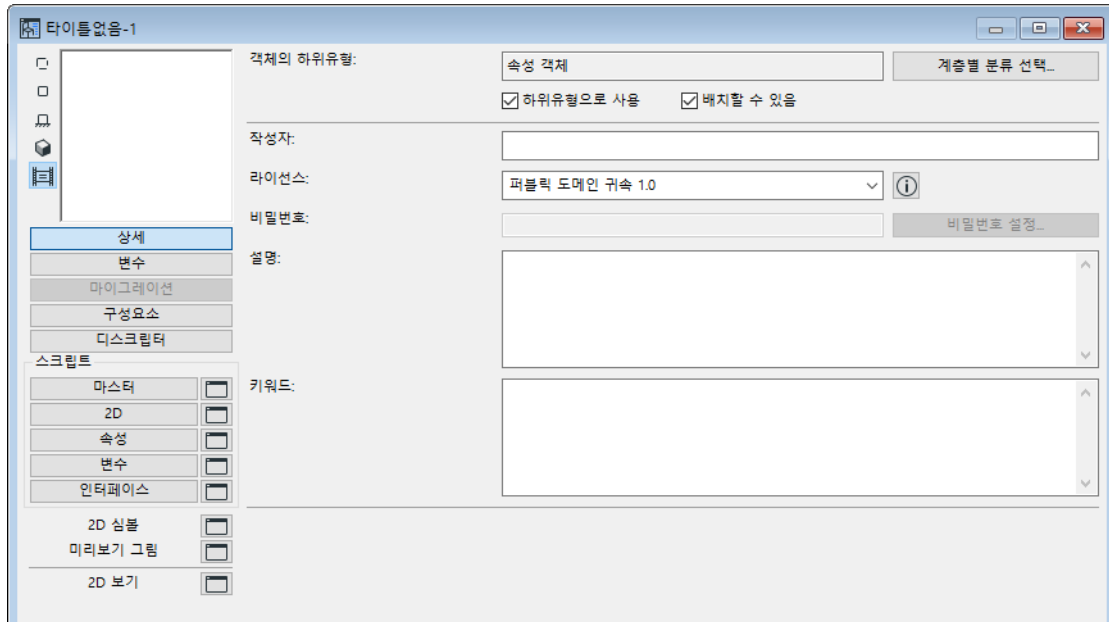 타이틀없음-1
객체의 하위유형:
속성 객체
계층별 분류 선택...
하위유형으로 사용
배치할 수 있음
작성자:
라이선스:
퍼블릭 도메인 귀속 1.0
비밀번호:
비밀번호 설정...
설명:
키워드:
상세
변수
마이그레이션
구성요소
디스크립터
스크립트
마스터
2D
속성
변수
인터페이스
2D 심볼
미리보기 그림
2D 보기